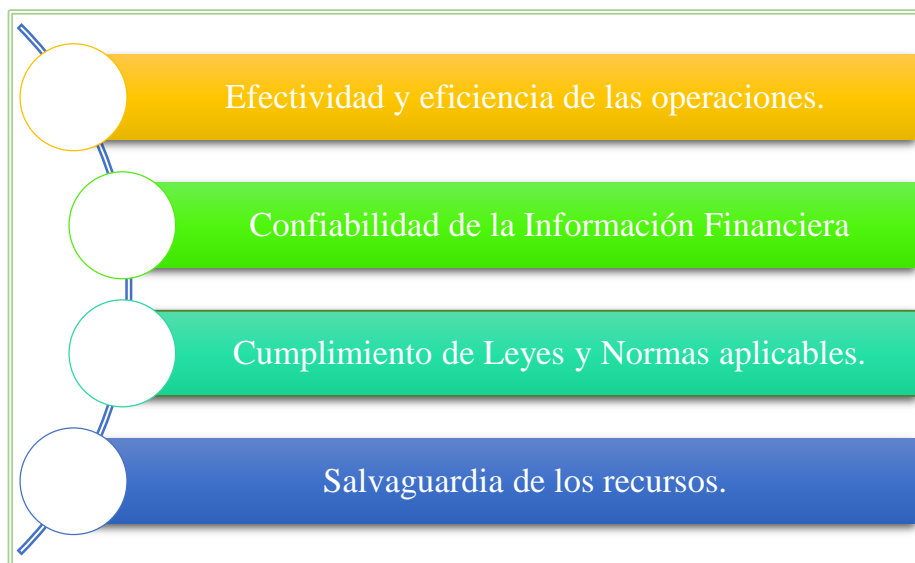 Efectividad y eficiencia de las operaciones.
Confiabilidad de la Información Financiera
Cumplimiento de Leyes y Normas aplicables.
Salvaguardia de los recursos.